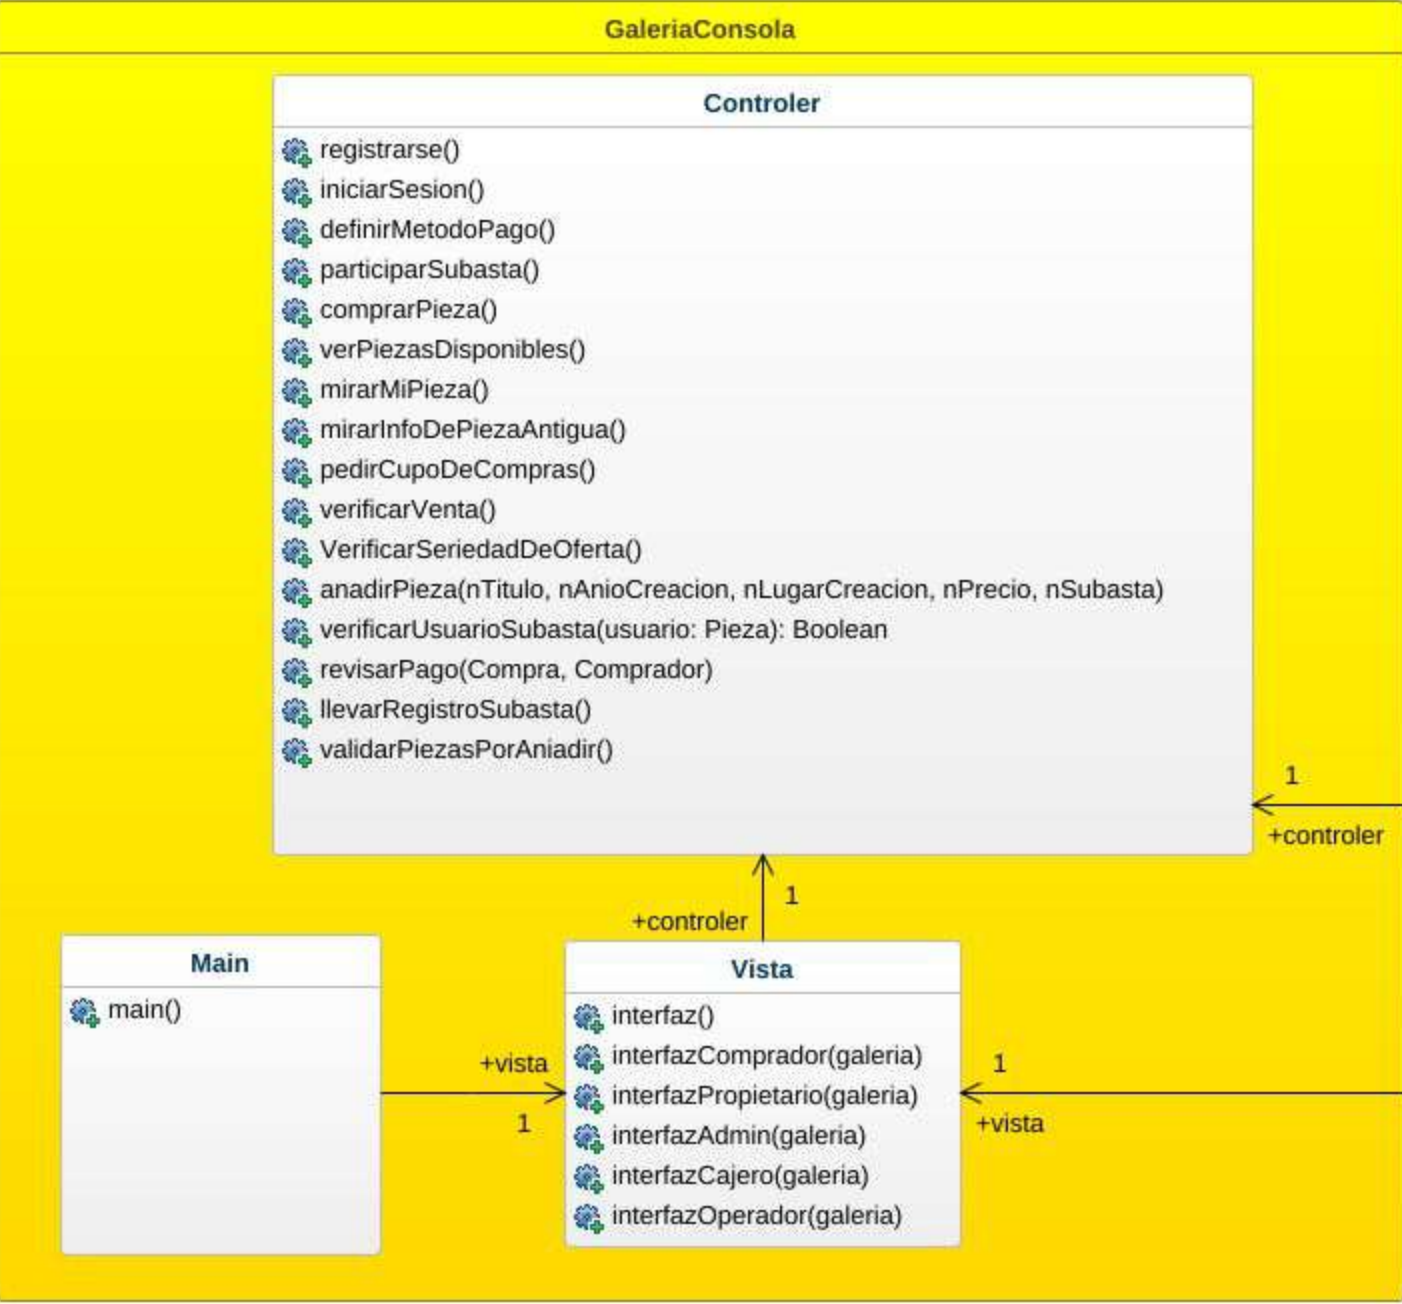 GaleriaConsola
Controler
registrarse()
iniciarSesion()
definirMetodoPago()
participarSubasta()
comprarPieza()
verPiezasDisponibles()
mirarMiPieza()
mirarInfoDePiezaAntigua()
pedirCupoDeCompras()
verificarVenta()
VerificarSeriedadDeOferta()
anadirPieza(nTitulo, nAnioCreacion, nLugarCreacion, nPrecio, nSubasta)
verificarUsuarioSubasta(usuario: Pieza): Boolean
revisarPago(Compra, Comprador)
llevarRegistroSubasta()
validarPiezasPorAniadir()
1
+controler
1
+controler
Main
main()
+vista
1
Vista
interfaz()
interfazComprador(galeria)
interfazPropietario(galeria)
interfazAdmin(galeria)
interfazCajero(galeria)
interfazOperador(galeria)
1
+vista